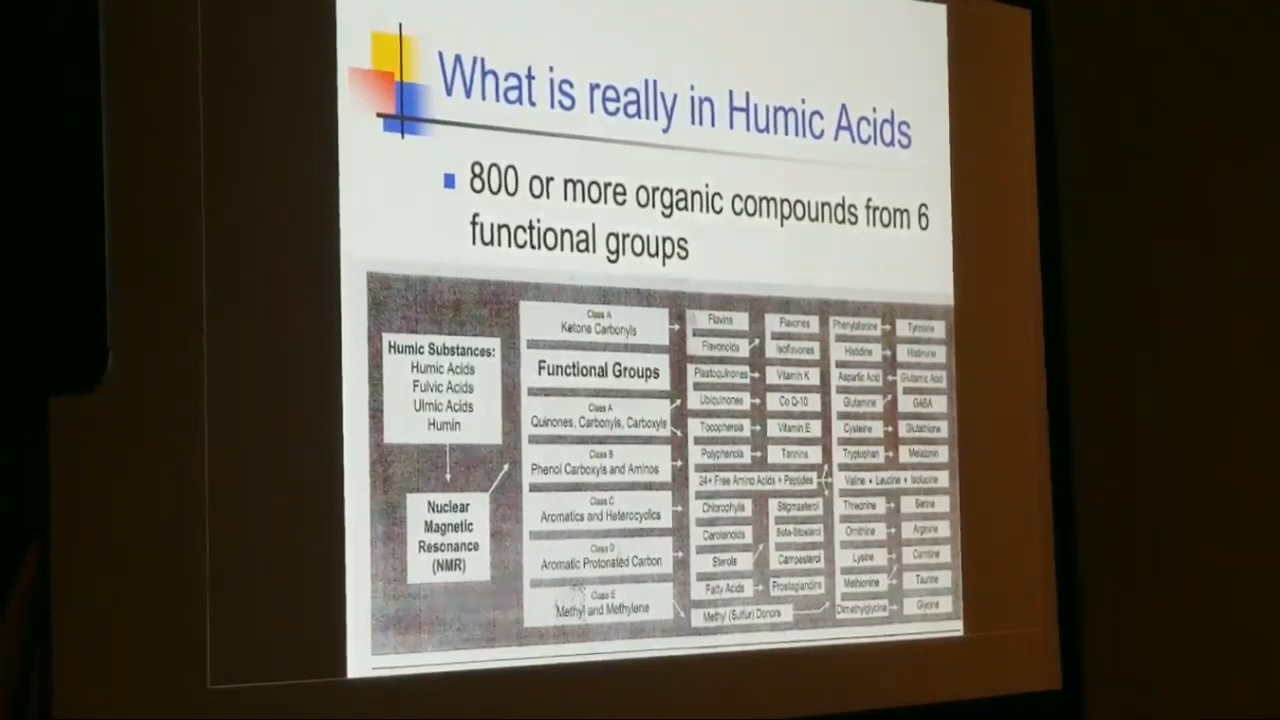 What is really in Humic Acids
800 or more organic compounds from 6
functional groups
Humic Substances:
Humic Acids
Fulvic Acids
Ulmic Acids
Humin
Nuclear
Magnetic
Resonance
(NMR)
Class A
Ketone Carbonyls
Functional Groups
Class A
Quinones, Carbonyls, Carboxyls
Class B
Phenol Carboxyls and Aminos
Class C
Aromatics and Heterocyclics
Class D
Aromatic Protonated Carbon
Class E
Methyl and Methylene
Flavins
Flavones
Flavonoids
Isoflavones
Plastoquinones
Vitamin K
Ubiquinones
Co Q-10
Tocopherols
Vitamin E
Polyphenols
Tannins
24+ Free Amino Acids + Peptides
Chlorophylls
Stigmasterol
Carotenoids
Beta-Sitosterol
Sterols
Campesterol
Fatty Acids
Prostaglandins
Methyl (Sulfur) Donors
Phenylalanine
Tyrosine
Histidine
Aspartic Acid
Glutamic Acid
Glutamine
GABA
Cysteine
Glutathione
Tryptophan
Melatonin
Valine + Leucine + Isolucine
Threonine
Serine
Ornithine
Arginine
Lysine
Carnitine
Methionine
Taurine
Dimethylglycine
Glycine